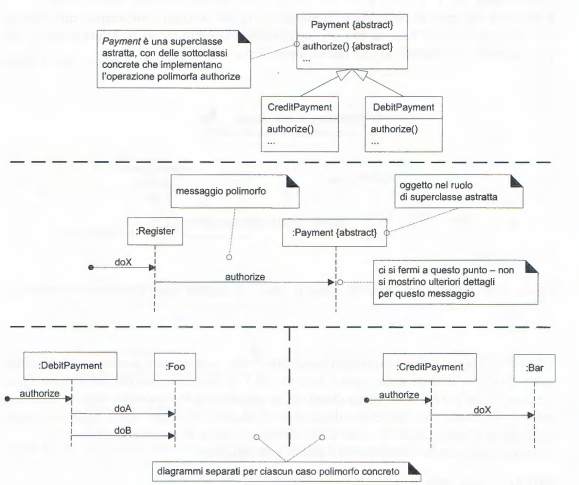 Payment {abstract}
authorize() {abstract}
...
Payment è una superclasse
astratta, con delle sottoclassi
concrete che implementano
l'operazione polimorfa authorize
CreditPayment
authorize()
...
DebitPayment
authorize()
...
messaggio polimorfo
oggetto nel ruolo
di superclasse astratta
:Register
:Payment {abstract}
doX
authorize
ci si fermi a questo punto – non
si mostrino ulteriori dettagli
per questo messaggio
:DebitPayment
:Foo
authorize
doA
doB
:CreditPayment
:Bar
authorize
doX
diagrammi separati per ciascun caso polimorfo concreto